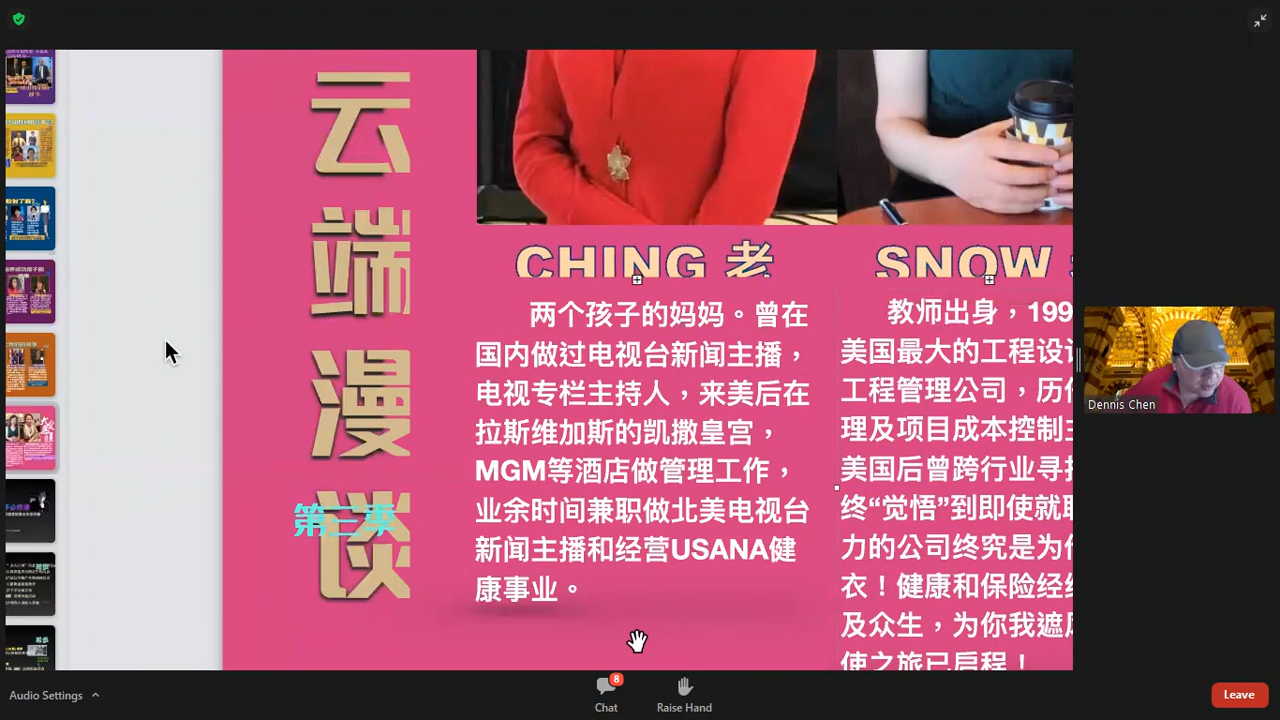 云端漫谈
第二季
CHING 老
两个孩子的妈妈。曾在
国内做过电视台新闻主播，
电视专栏主持人，来美后在
拉斯维加斯的凯撒皇宫，
MGM等酒店做管理工作，
业余时间兼职做北美电视台
新闻主播和经营USANA健
康事业。
SNOW
教师出身，199
美国最大的工程设
工程管理公司，历
理及项目成本控制
美国后曾跨行业寻
终“觉悟”到即使就
力的公司终究是为
衣！健康和保险经
及众生，为你我遮
使之旅已启程！
Dennis Chen
Audio Settings
8
Chat
Raise Hand
Leave